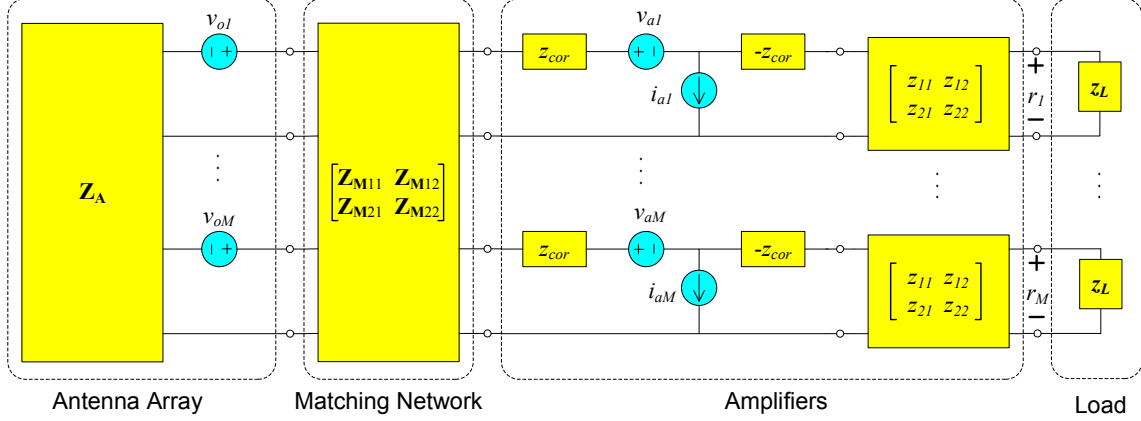 v_{o1}
v_{a1}
z_{cor}
-z_{cor}
i_{a1}
[z_{11} z_{12}
z_{21} z_{22}]
+
r_1
−
z_L
Z_A
[Z_{M11} Z_{M12}
Z_{M21} Z_{M22}]
v_{oM}
v_{aM}
z_{cor}
-z_{cor}
i_{aM}
[z_{11} z_{12}
z_{21} z_{22}]
+
r_M
−
z_L
Antenna Array
Matching Network
Amplifiers
Load